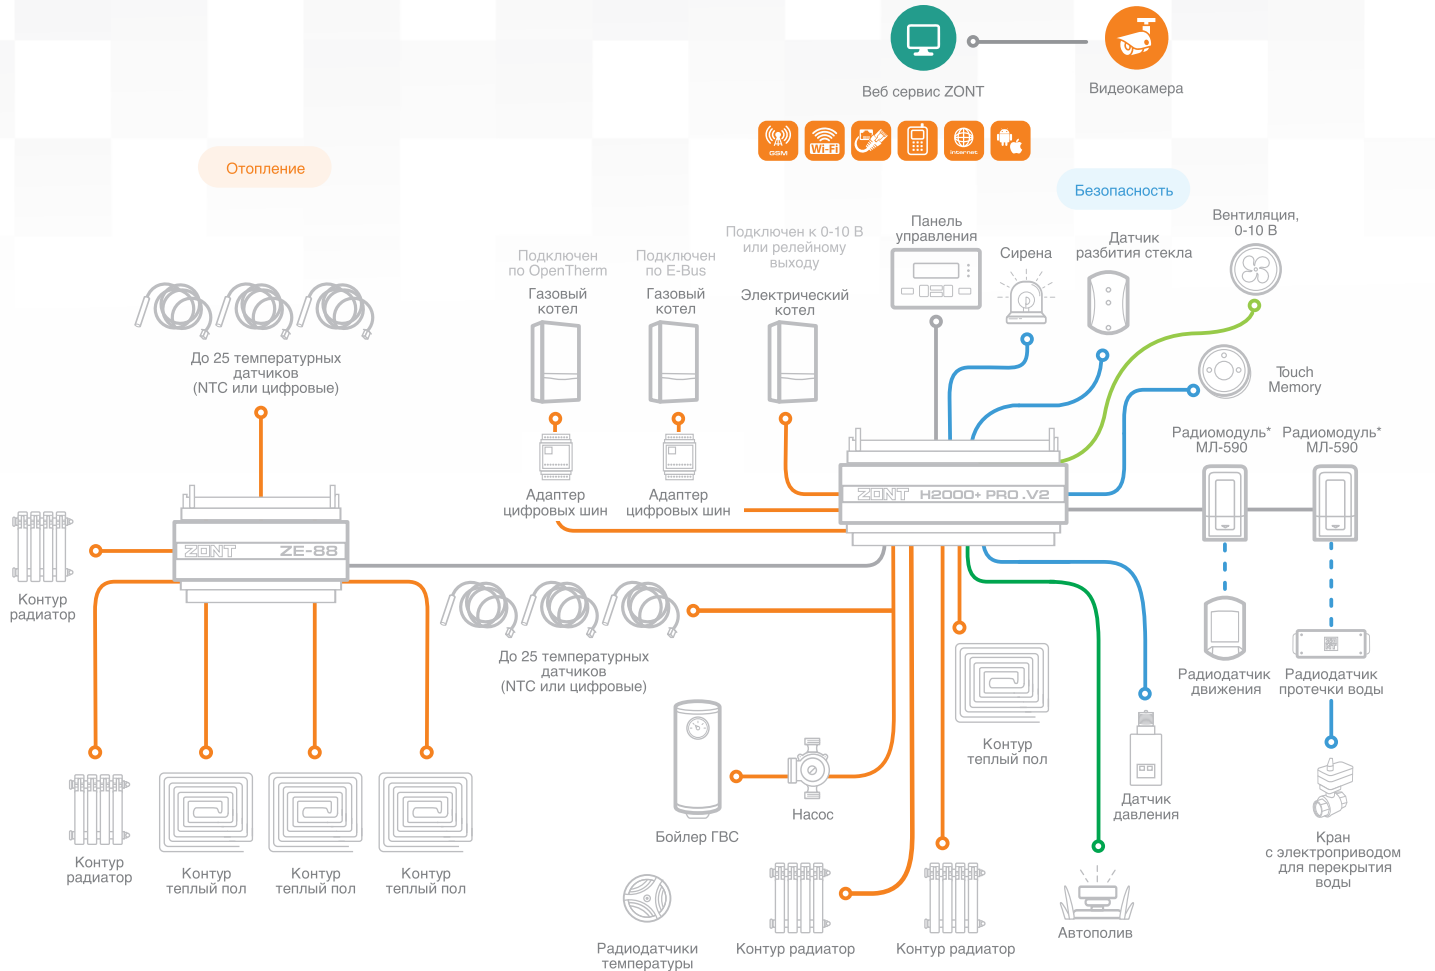 Веб сервис ZONT
Видеокамера
GSM
Wi-Fi
internet
Отопление
Безопасность
Подключен
по OpenTherm
Газовый
котел
Подключен
по E-Bus
Газовый
котел
Подключен к 0-10 В
или релейному
выходу
Электрический
котел
Панель
управления
Сирена
Датчик
разбития стекла
Вентиляция,
0-10 В
Touch
Memory
До 25 температурных
датчиков
(NTC или цифровые)
Адаптер
цифровых шин
Адаптер
цифровых шин
ZONT H2000+ PRO.V2
Радиомодуль*
МЛ-590
Радиомодуль*
МЛ-590
ZONT ZE-88
Контур
радиатор
До 25 температурных
датчиков
(NTC или цифровые)
Радиодатчик
движения
Радиодатчик
протечки воды
Контур
теплый пол
Датчик
давления
Бойлер ГВС
Насос
Кран
с электроприводом
для перекрытия
воды
Контур
радиатор
Контур
теплый пол
Контур
теплый пол
Контур
теплый пол
Радиодатчики
температуры
Контур радиатор
Контур радиатор
Автополив